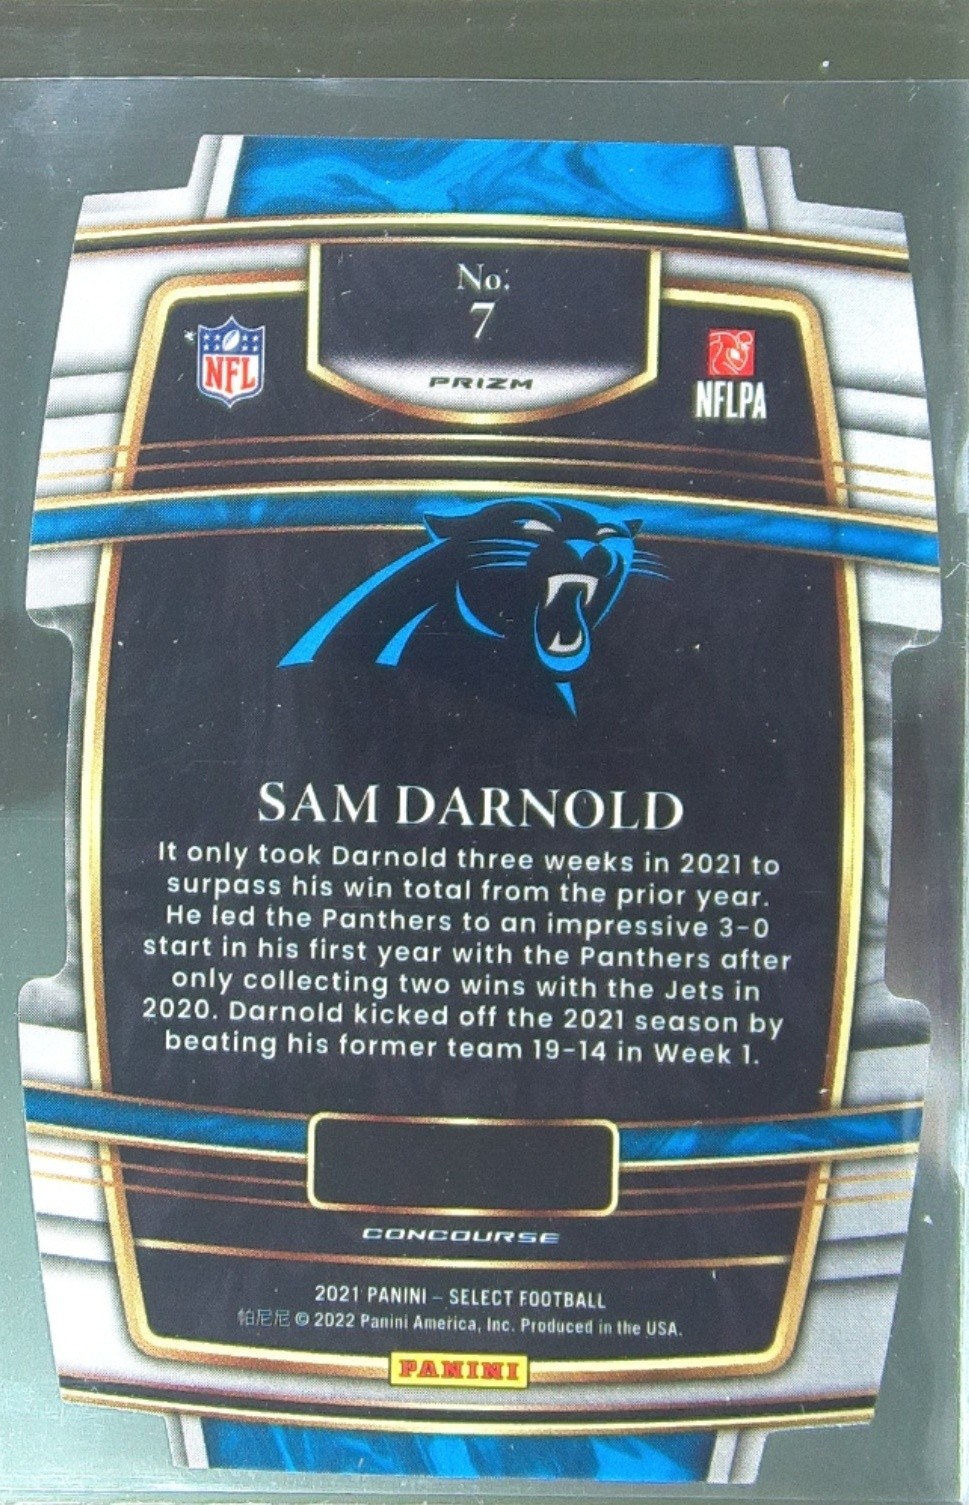 No.
7
PRIZM
NFL
NFLPA
SAM DARNOLD
It only took Darnold three weeks in 2021 to
surpass his win total from the prior year.
He led the Panthers to an impressive 3-0
start in his first year with the Panthers after
only collecting two wins with the Jets in
2020. Darnold kicked off the 2021 season by
beating his former team 19-14 in Week 1.
CONCOURSE
2021 PANINI – SELECT FOOTBALL
帕尼尼 © 2022 Panini America, Inc. Produced in the USA.
PANINI